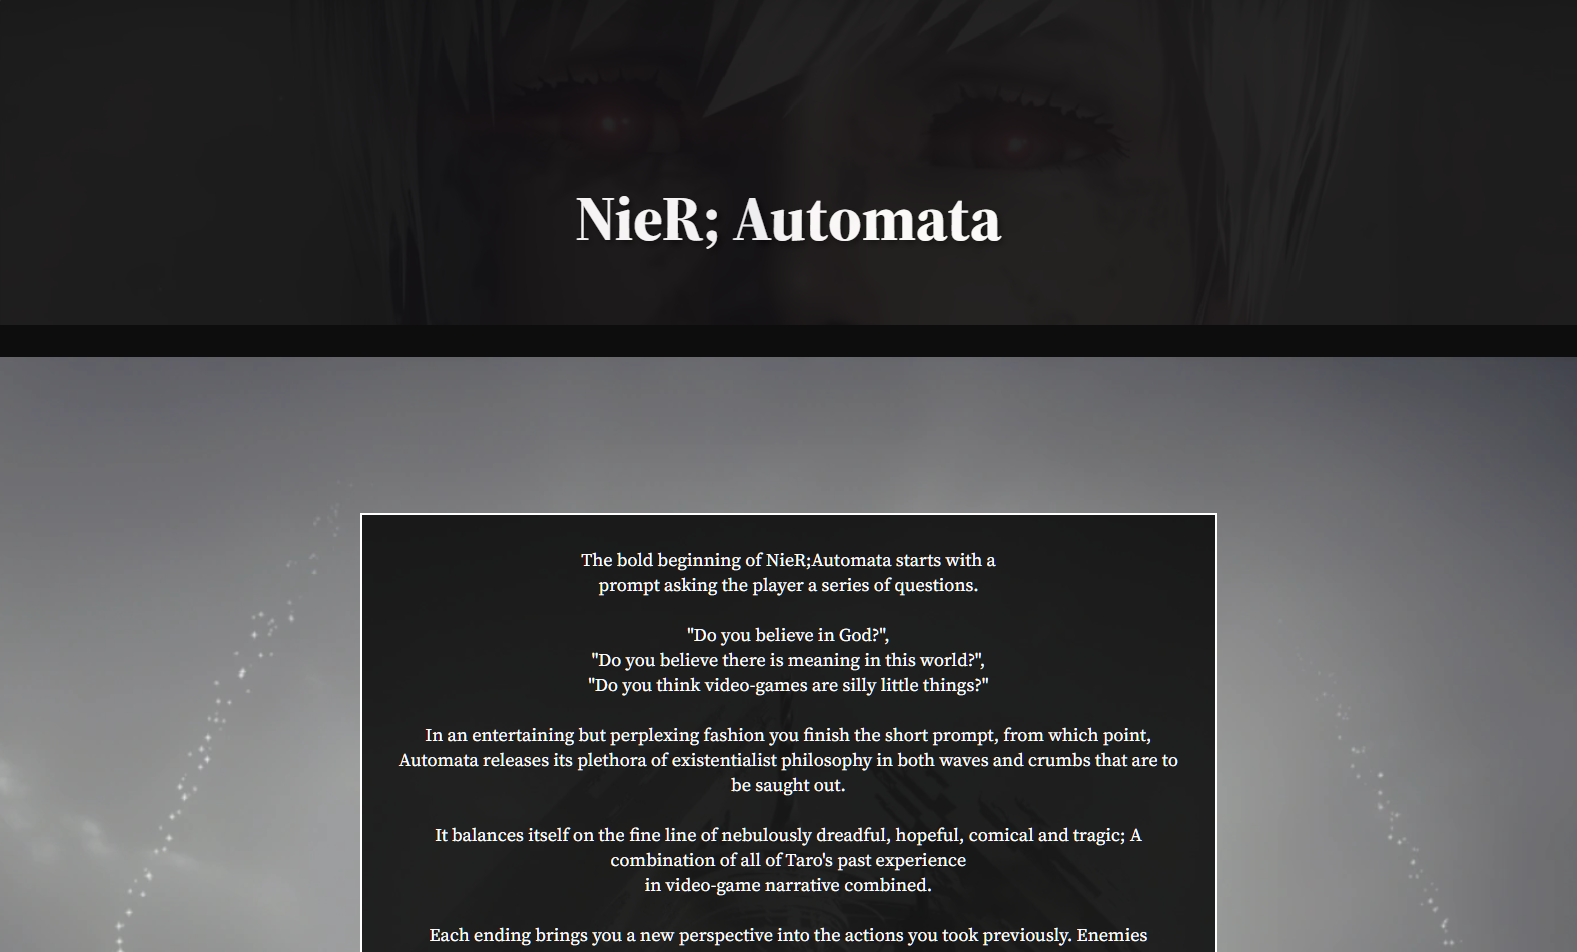 NieR; Automata
The bold beginning of NieR;Automata starts with a
prompt asking the player a series of questions.
"Do you believe in God?",
"Do you believe there is meaning in this world?",
"Do you think video-games are silly little things?"
In an entertaining but perplexing fashion you finish the short prompt, from which point,
Automata releases its plethora of existentialist philosophy in both waves and crumbs that are to
be saught out.
It balances itself on the fine line of nebulously dreadful, hopeful, comical and tragic; A
combination of all of Taro's past experience
in video-game narrative combined.
Each ending brings you a new perspective into the actions you took previously. Enemies